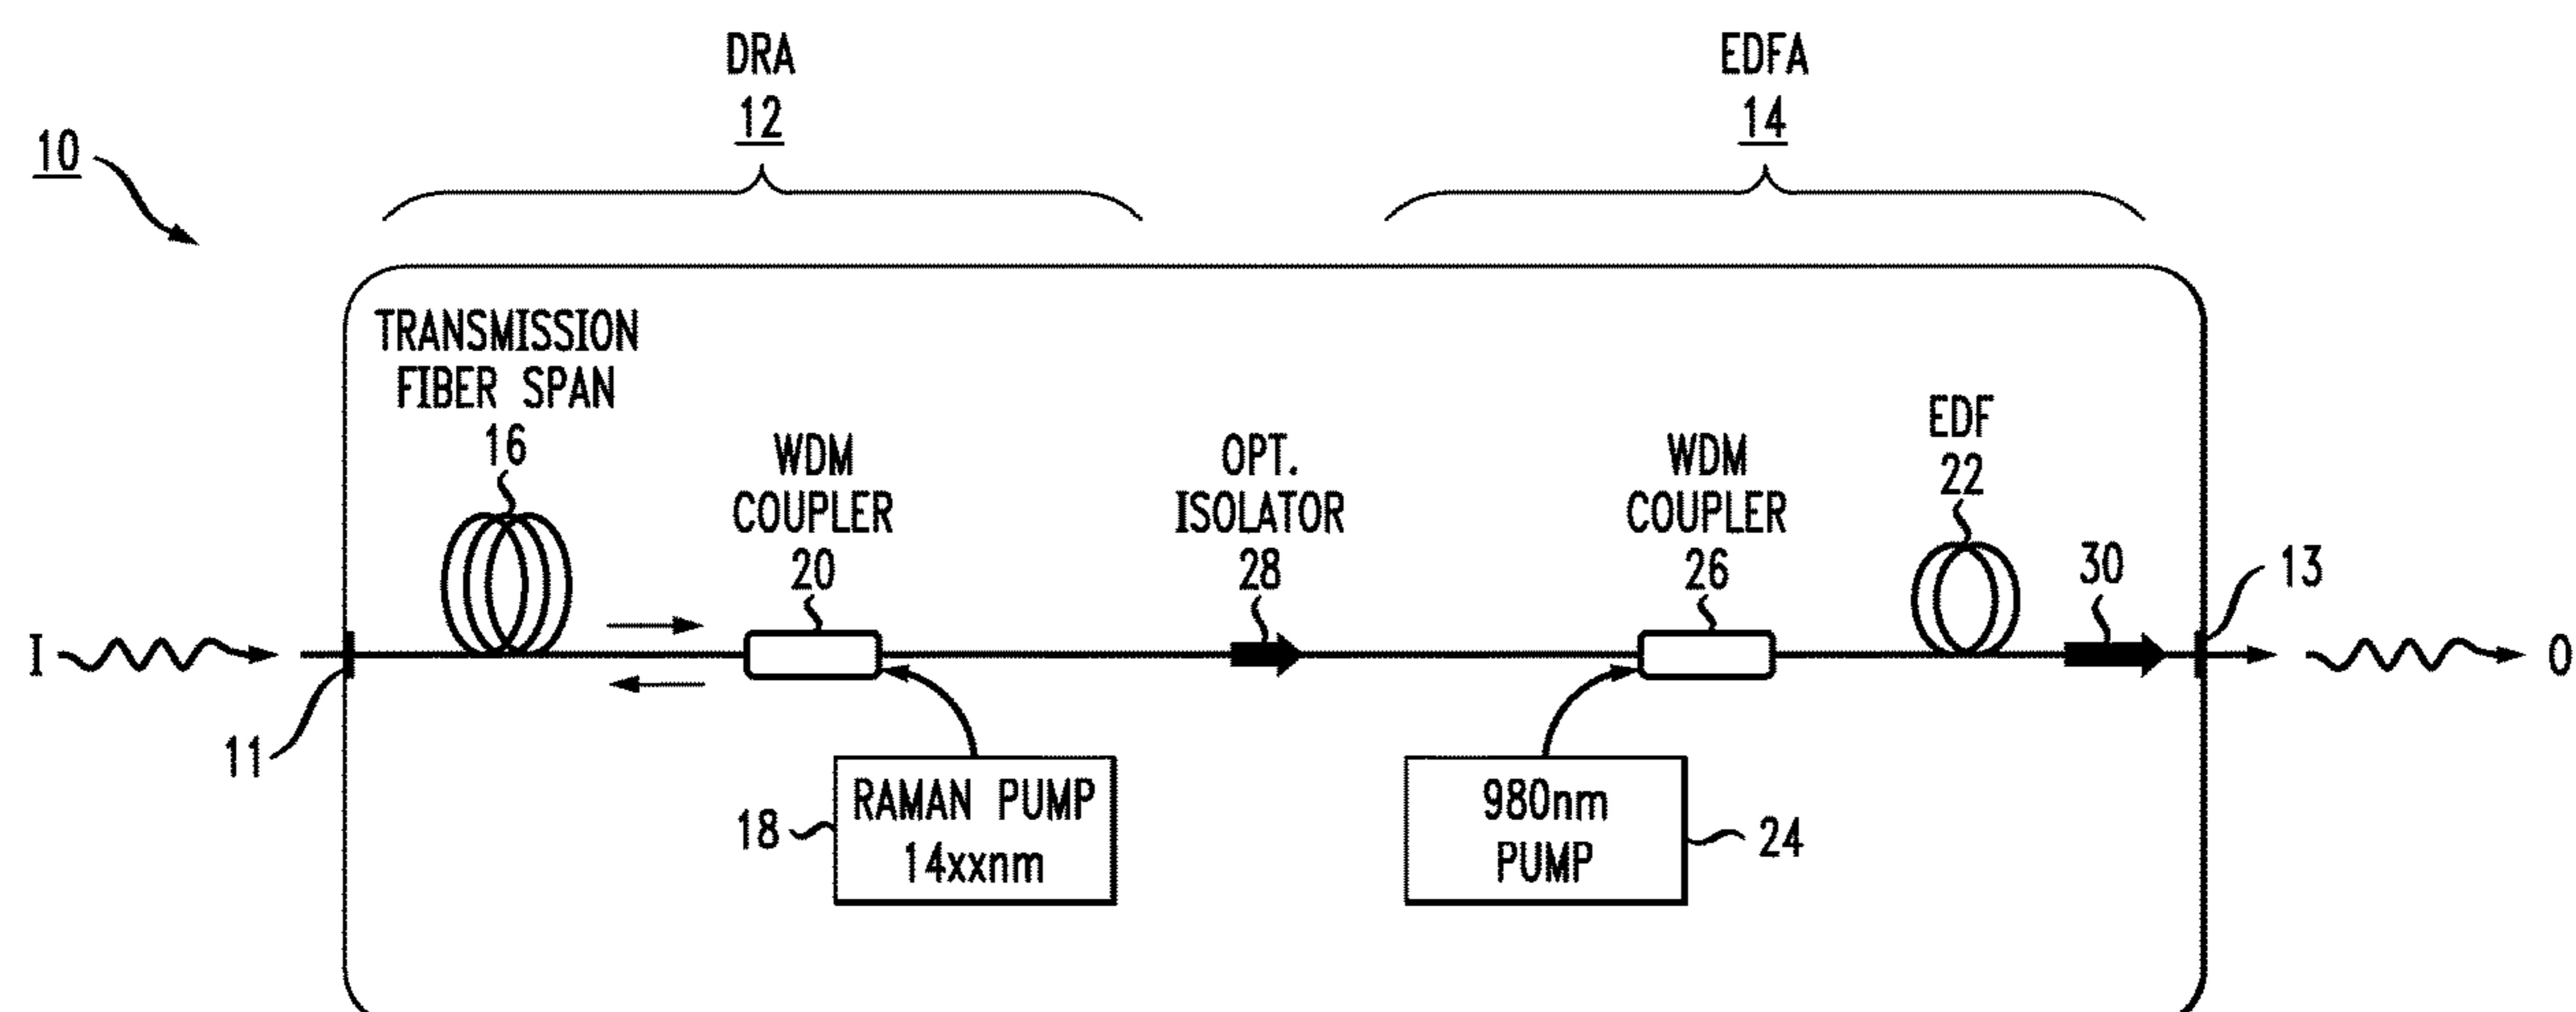 DRA
12
EDFA
14
10
TRANSMISSION
FIBER SPAN
16
WDM
COUPLER
20
OPT.
ISOLATOR
28
WDM
COUPLER
26
EDF
22
30
13
I
O
11
18
RAMAN PUMP
14xxnm
980nm
PUMP
24